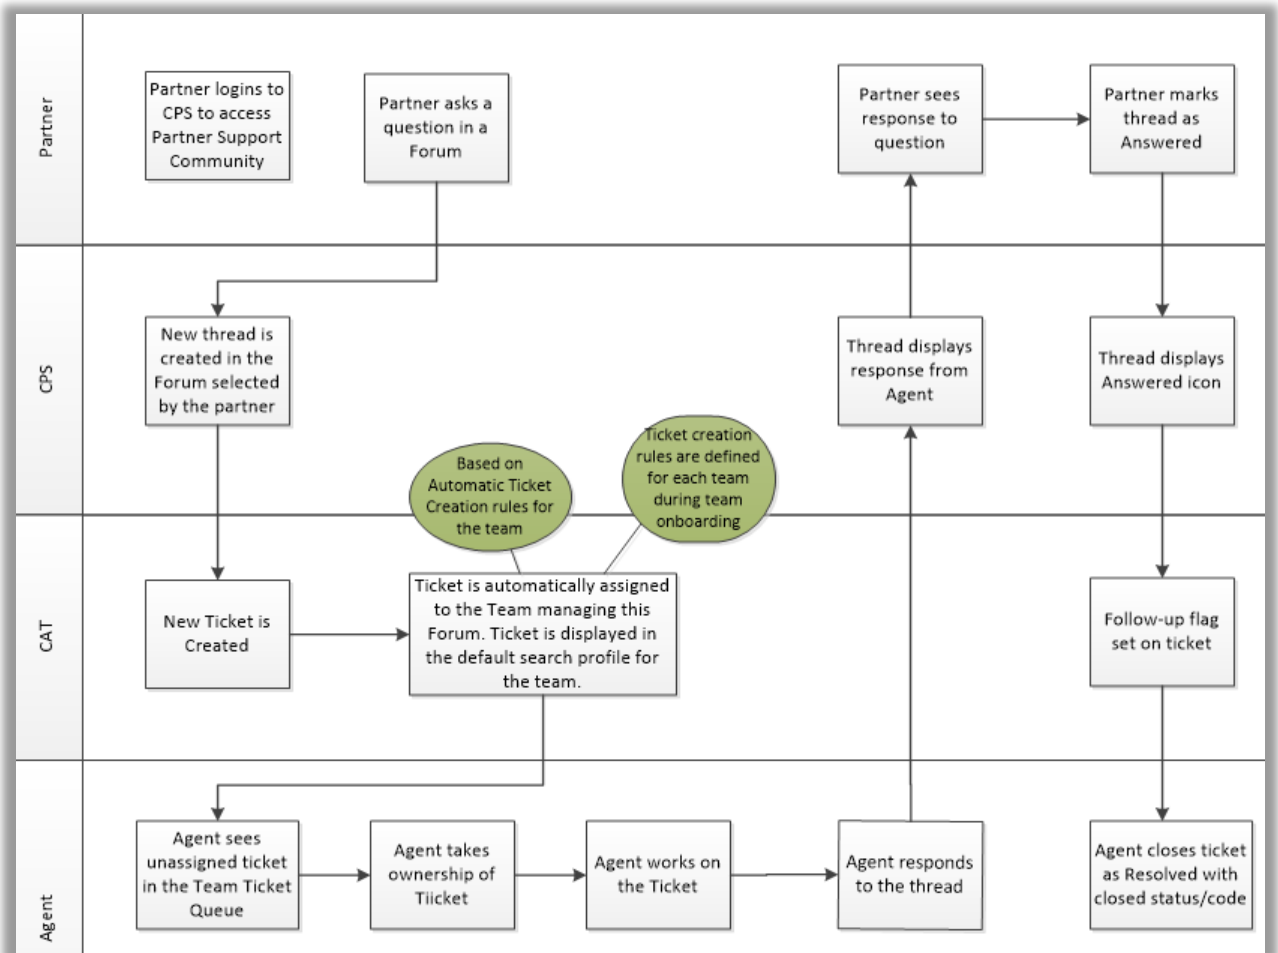 Partner
Partner logins to
CPS to access
Partner Support
Community
Partner asks a
question in a
Forum
Partner sees
response to
question
Partner marks
thread as
Answered
CPS
New thread is
created in the
Forum selected
by the partner
Thread displays
response from
Agent
Thread displays
Answered icon
Based on
Automatic Ticket
Creation rules for
the team
Ticket creation
rules are defined
for each team
during team
onboarding
CAT
New Ticket is
Created
Ticket is automatically assigned
to the Team managing this
Forum. Ticket is displayed in
the default search profile for
the team.
Follow-up flag
set on ticket
Agent
Agent sees
unassigned ticket
in the Team Ticket
Queue
Agent takes
ownership of
Tiicket
Agent works on
the Ticket
Agent responds
to the thread
Agent closes ticket
as Resolved with
closed status/code